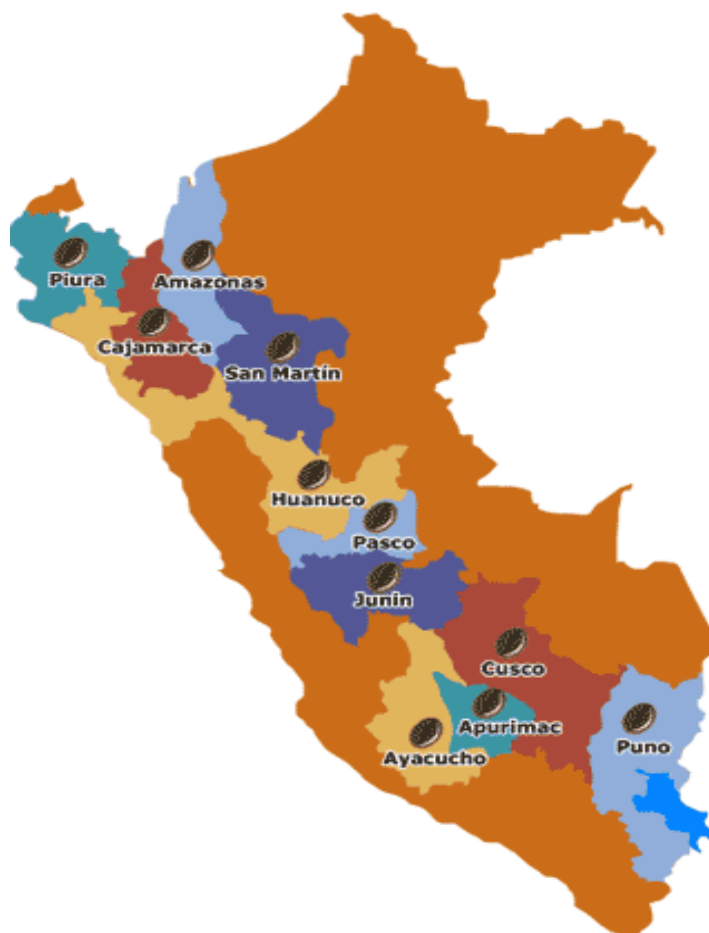 Piura
Amazonas
Cajamarca
San Martín
Huanuco
Pasco
Junin
Cusco
Apurimac
Puno
Ayacucho